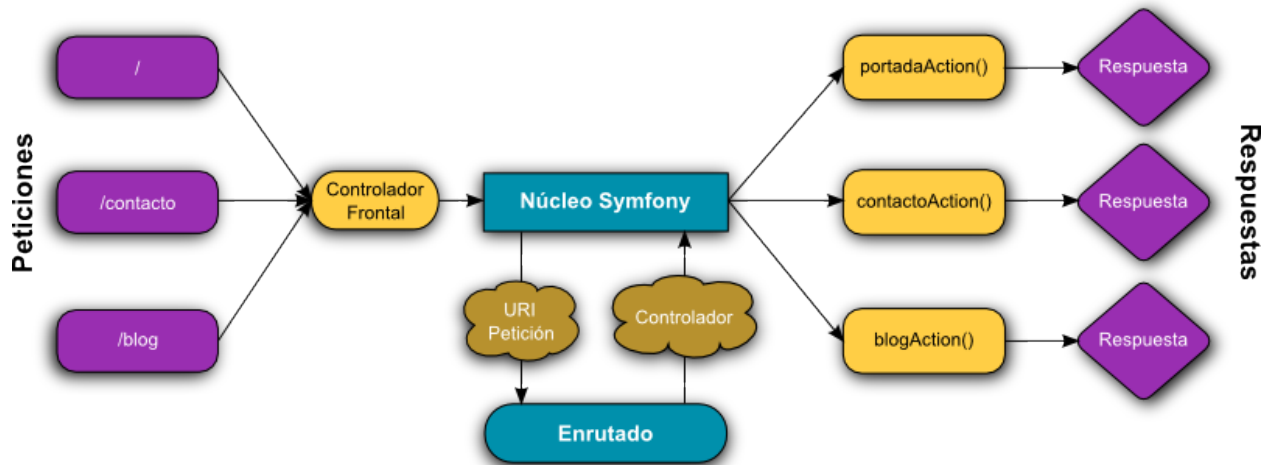 Peticiones
/
/contacto
/blog
Controlador
Frontal
Núcleo Symfony
URI
Petición
Controlador
Enrutado
portadaAction()
contactoAction()
blogAction()
Respuesta
Respuesta
Respuesta
Respuestas